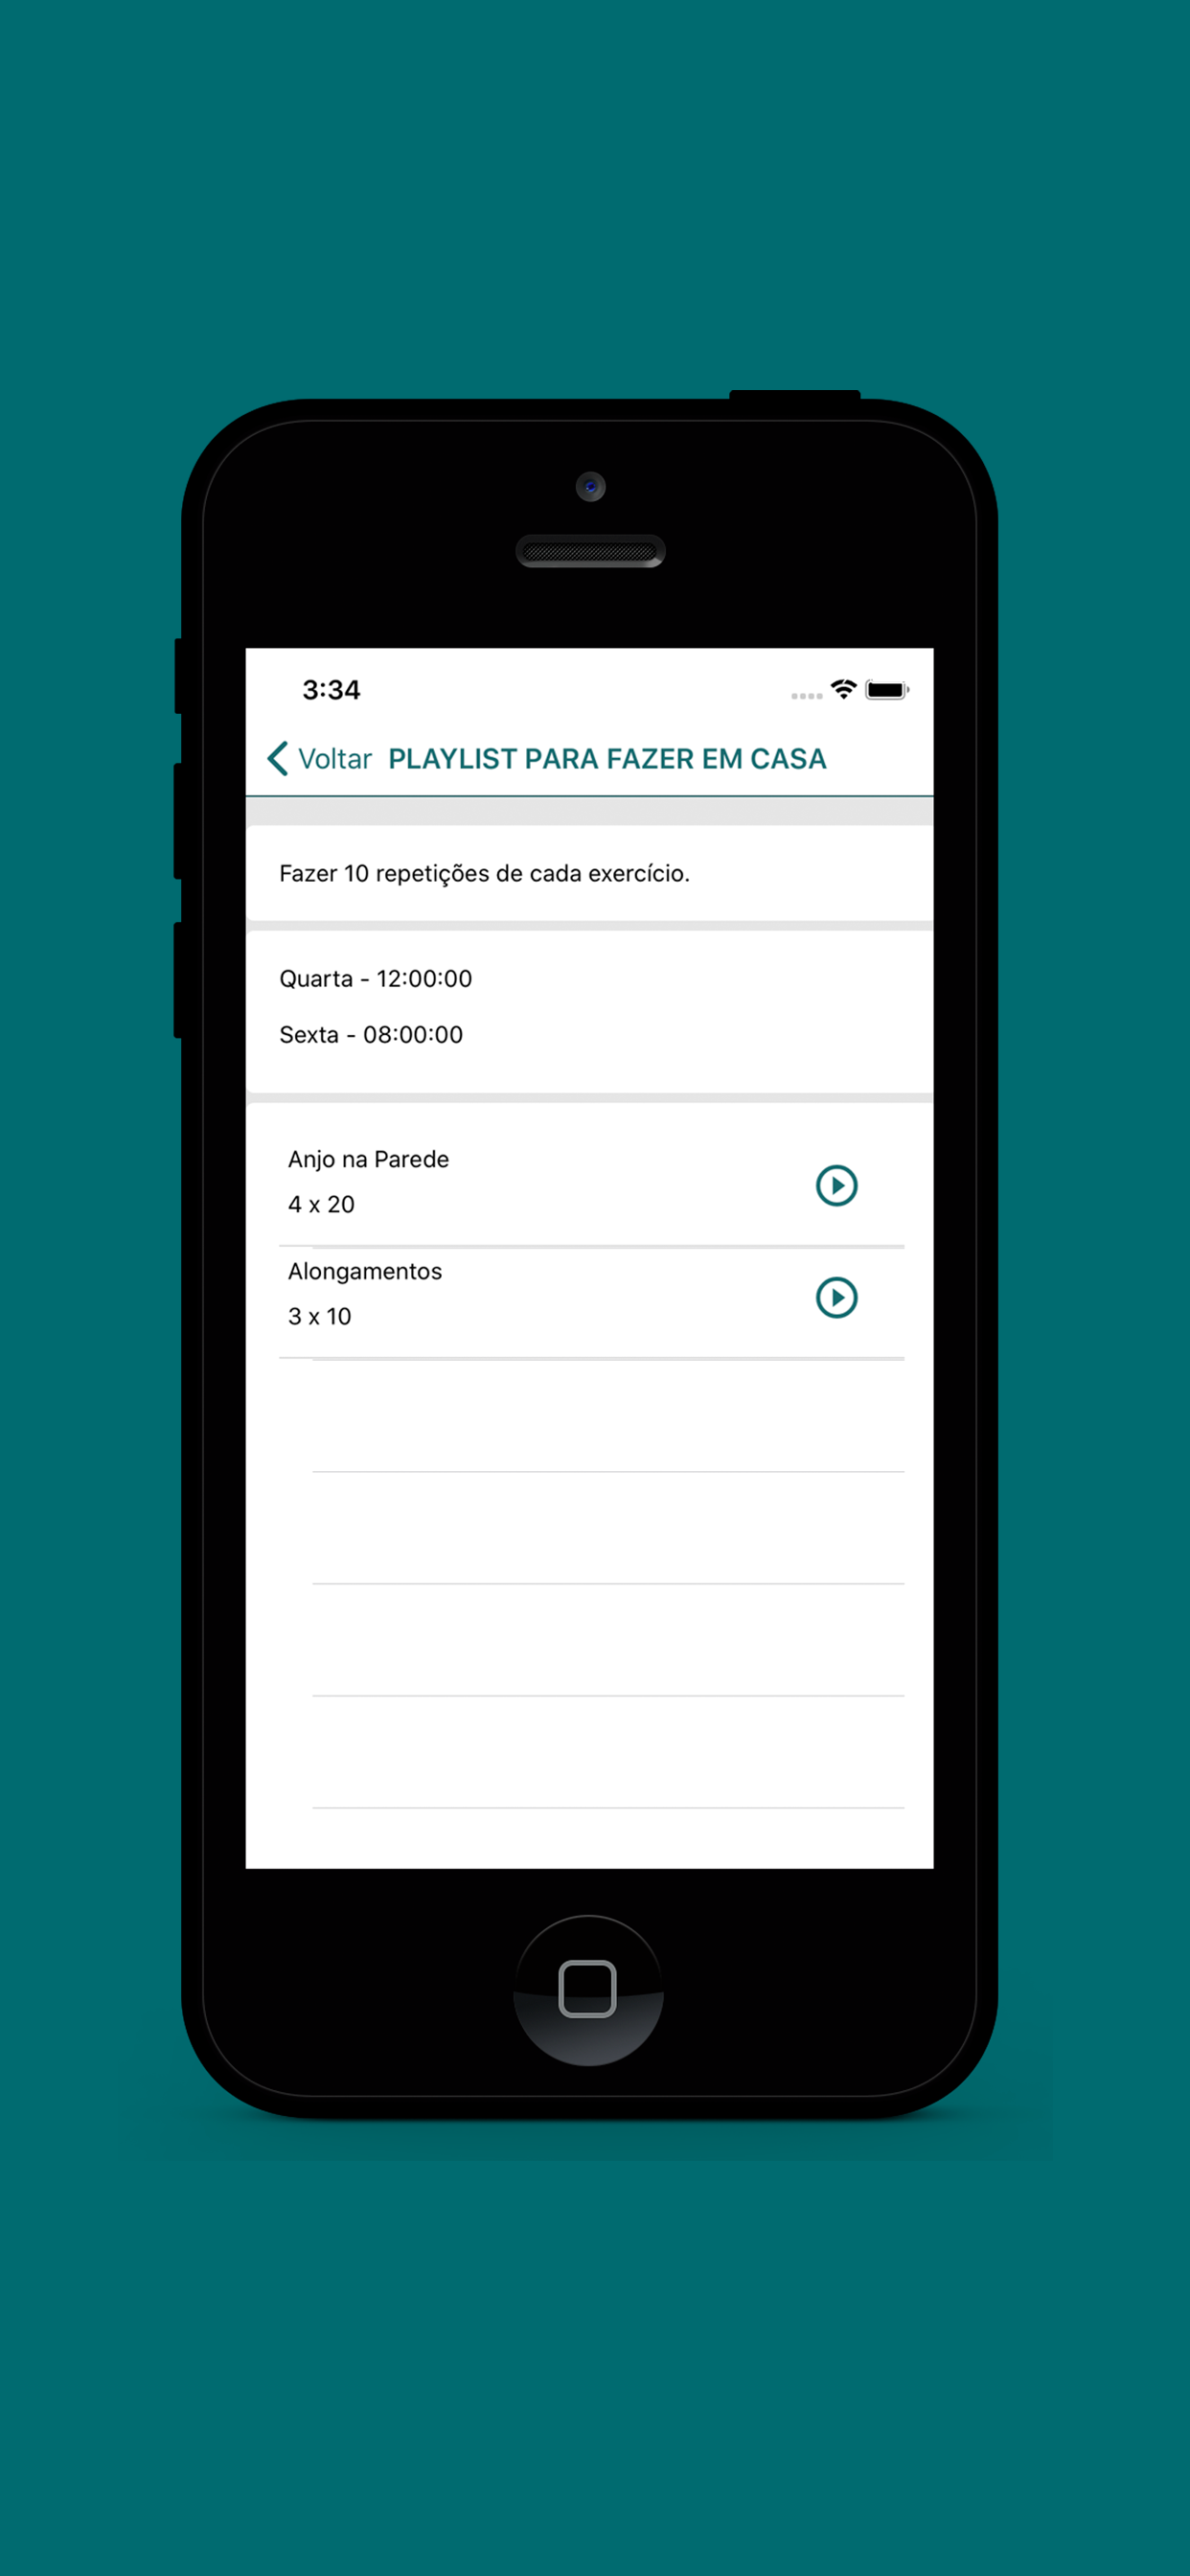 3:34
Voltar PLAYLIST PARA FAZER EM CASA
Fazer 10 repetições de cada exercício.
Quarta - 12:00:00
Sexta - 08:00:00
Anjo na Parede
4 x 20
Alongamentos
3 x 10